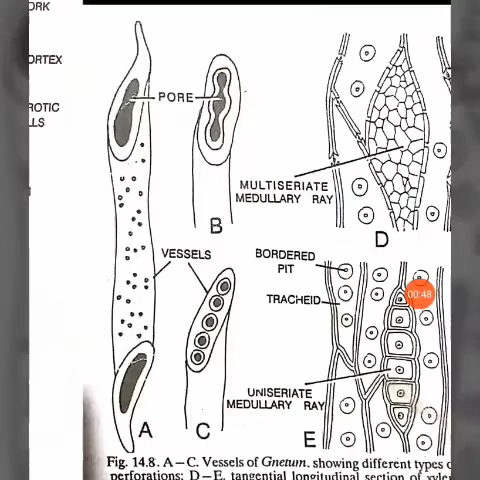 ORK
ORTEX
ROTIC
LLS
PORE
B
MULTISERIATE
MEDULLARY RAY
D
VESSELS
BORDERED
PIT
00:48
TRACHEID
UNISERIATE
MEDULLARY RAY
A
C
E
Fig. 14.8. A–C. Vessels of Gnetum, showing different types
perforations; D–E, tangential longitudinal section of